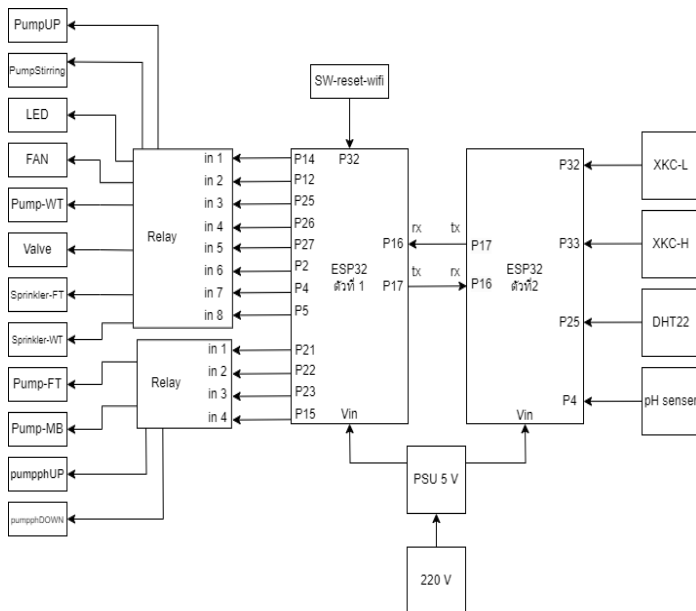 PumpUP
PumpStirring
LED
FAN
Pump-WT
Valve
Sprinkler-FT
Sprinkler-WT
Pump-FT
Pump-MB
pumpphUP
pumpphDOWN
Relay
in 1
in 2
in 3
in 4
in 5
in 6
in 7
in 8
Relay
in 1
in 2
in 3
in 4
SW-reset-wifi
P32
P14
P12
P25
P26
P27
P2
P4
P5
P21
P22
P23
P15
ESP32
ตัวที่ 1
P16
P17
Vin
rx
tx
tx
rx
P17
P16
ESP32
ตัวที่2
P32
P33
P25
P4
Vin
XKC-L
XKC-H
DHT22
pH senser
PSU 5 V
220 V